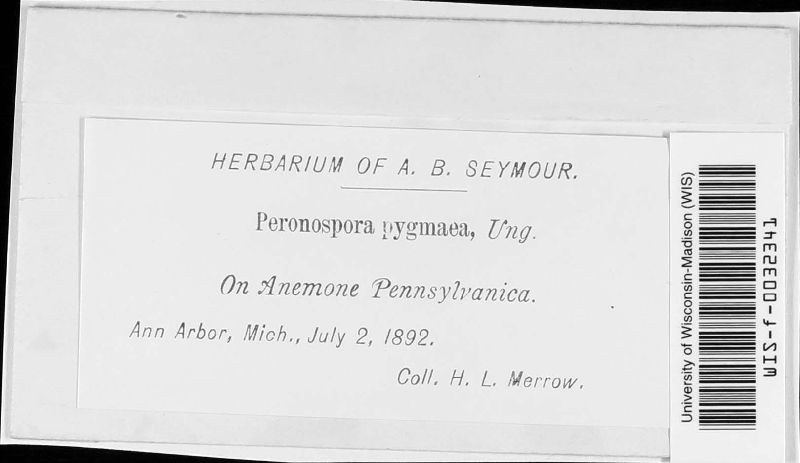 HERBARIUM OF A. B. SEYMOUR.
Peronospora pygmaea, Ung.
On Anemone Pennsylvanica.
Ann Arbor, Mich., July 2, 1892.
Coll. H. L. Merrow.
University of Wisconsin-Madison (WIS)
WIS-f-0032341